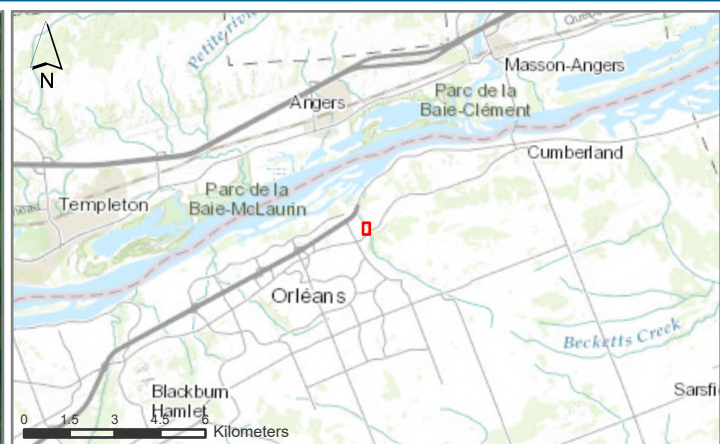 Petite
Masson-Angers
N
Angers
Parc de la
Baie-Clément
Cumberland
Parc de la
Baie-McLaurin
Templeton
Orléans
Becketts Creek
Blackburn
Hamlet
0 1.5 3 4.5 6
Kilometers